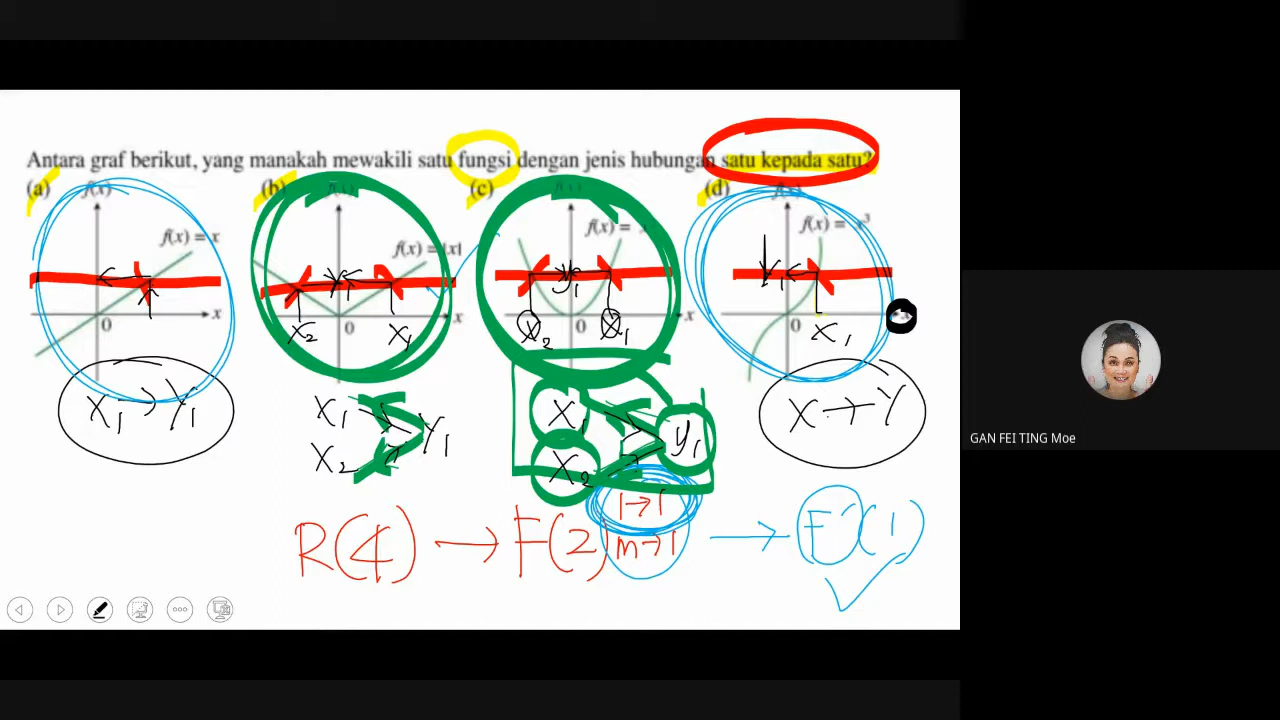 Antara graf berikut, yang manakah mewakili satu fungsi dengan jenis hubungan satu kepada satu?
(a) (b) (c) (d)
f(x) = x
f(x) = |x|
f(x) =
f(x) = x³
0 x
0 x
0 x
0
X₂ X₁
X₂ X₁
y₁
Y₁
X₁
X₁ → Y₁
X₁
X₂
Y₁
X₁
X₂
y₁
X → Y
R(4) → F(2) 1→1
m→1
→ F⁻(1)
GAN FEI TING Moe